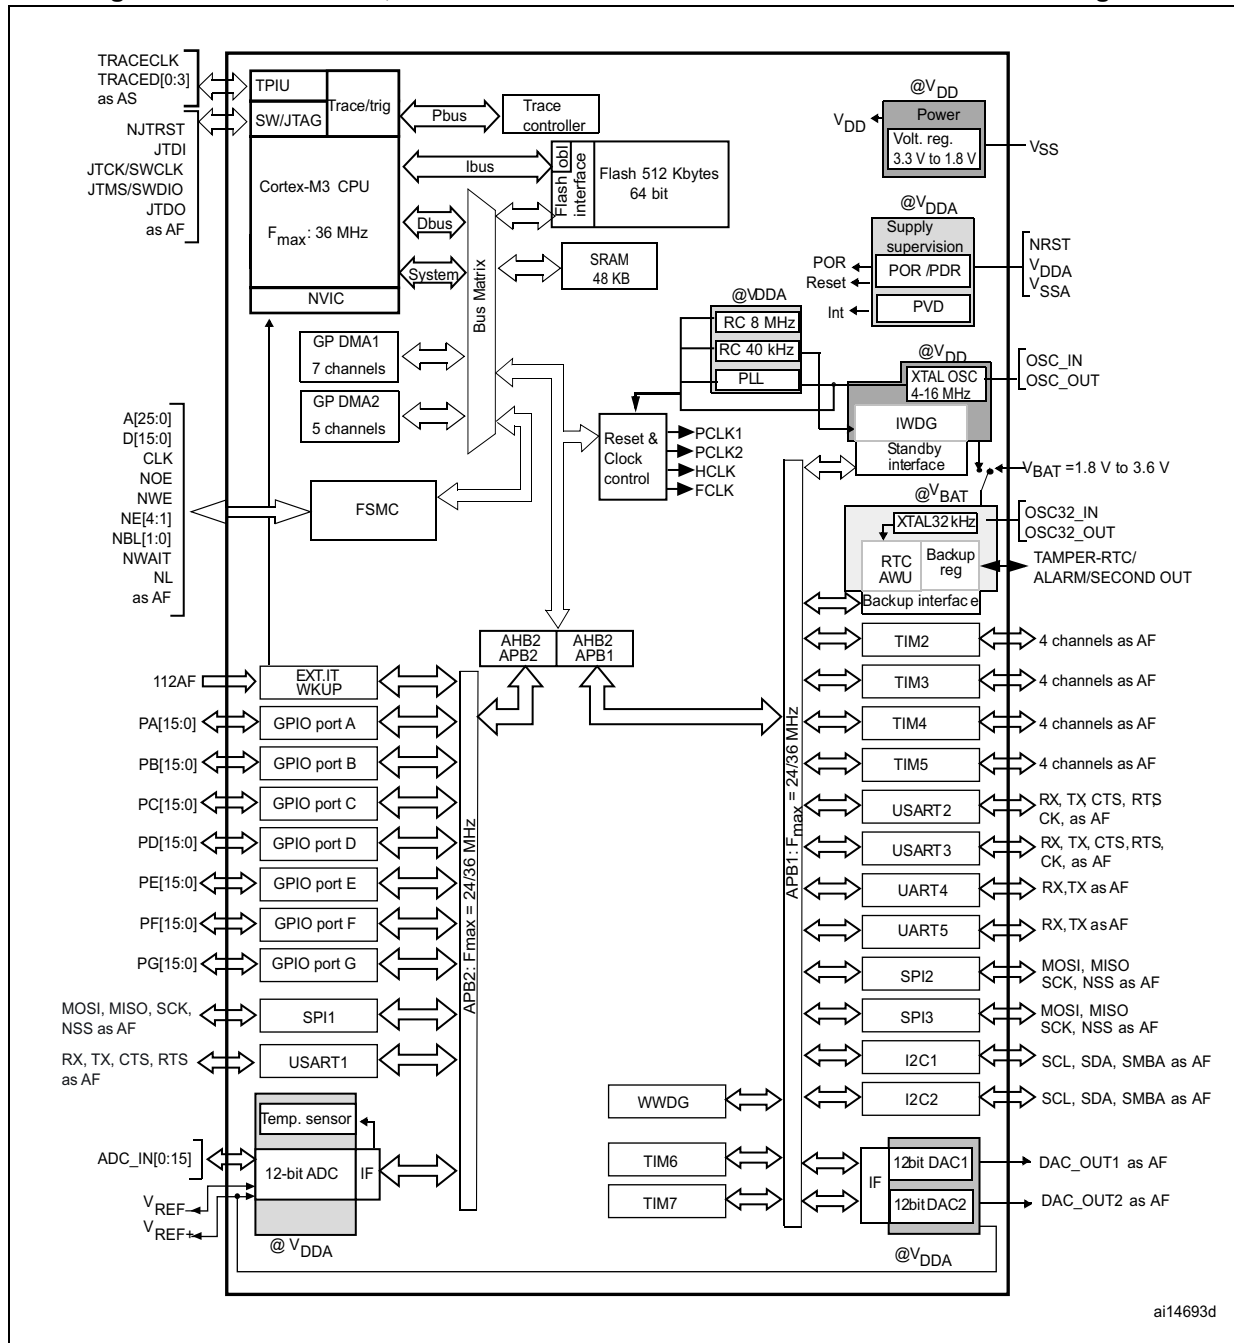 TRACECLK
TRACED[0:3]
as AS
NJTRST
JTDI
JTCK/SWCLK
JTMS/SWDIO
JTDO
as AF
TPIU
SW/JTAG
Trace/trig
Pbus
Trace
controller
Cortex-M3 CPU
Fmax: 36 MHz
NVIC
Ibus
Dbus
System
Flash obl
interface
Flash 512 Kbytes
64 bit
SRAM
48 KB
Bus Matrix
GP DMA1
7 channels
GP DMA2
5 channels
@VDD
VDD
Power
Volt. reg.
3.3 V to 1.8 V
VSS
@VDDA
Supply
supervision
POR
Reset
Int
POR /PDR
PVD
NRST
VDDA
VSSA
@VDDA
RC 8 MHz
RC 40 kHz
PLL
@VDD
XTAL OSC
4-16 MHz
OSC_IN
OSC_OUT
IWDG
Standby
interface
Reset &
Clock
control
PCLK1
PCLK2
HCLK
FCLK
VBAT =1.8 V to 3.6 V
@VBAT
XTAL32 kHz
OSC32_IN
OSC32_OUT
RTC
AWU
Backup
reg
TAMPER-RTC/
ALARM/SECOND OUT
Backup interface
A[25:0]
D[15:0]
CLK
NOE
NWE
NE[4:1]
NBL[1:0]
NWAIT
NL
as AF
FSMC
AHB2
APB2
AHB2
APB1
112AF
EXT.IT
WKUP
PA[15:0]
GPIO port A
PB[15:0]
GPIO port B
PC[15:0]
GPIO port C
PD[15:0]
GPIO port D
PE[15:0]
GPIO port E
PF[15:0]
GPIO port F
PG[15:0]
GPIO port G
MOSI, MISO, SCK,
NSS as AF
SPI1
RX, TX, CTS, RTS
as AF
USART1
Temp. sensor
ADC_IN[0:15]
12-bit ADC
IF
VREF-
VREF+
@ VDDA
APB2: Fmax = 24/36 MHz
APB1: Fmax = 24/36 MHz
TIM2
4 channels as AF
TIM3
4 channels as AF
TIM4
4 channels as AF
TIM5
4 channels as AF
USART2
RX, TX, CTS, RTS,
CK, as AF
USART3
RX, TX, CTS, RTS,
CK, as AF
UART4
RX,TX as AF
UART5
RX, TX as AF
SPI2
MOSI, MISO
SCK, NSS as AF
SPI3
MOSI, MISO
SCK, NSS as AF
I2C1
SCL, SDA, SMBA as AF
I2C2
SCL, SDA, SMBA as AF
WWDG
TIM6
TIM7
IF
12bit DAC1
DAC_OUT1 as AF
12bit DAC2
DAC_OUT2 as AF
@VDDA
ai14693d